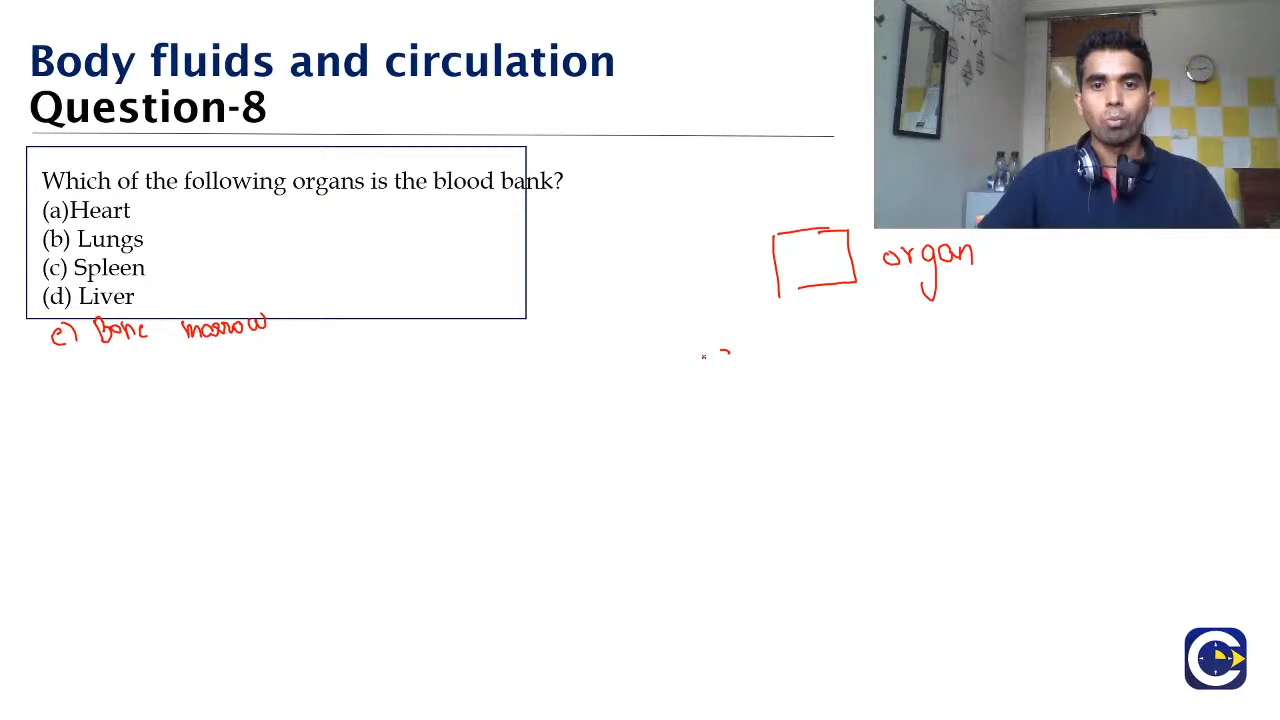 Body fluids and circulation
Question-8
Which of the following organs is the blood bank?
(a)Heart
(b) Lungs
(c) Spleen
(d) Liver
e) Bone marrow
organ